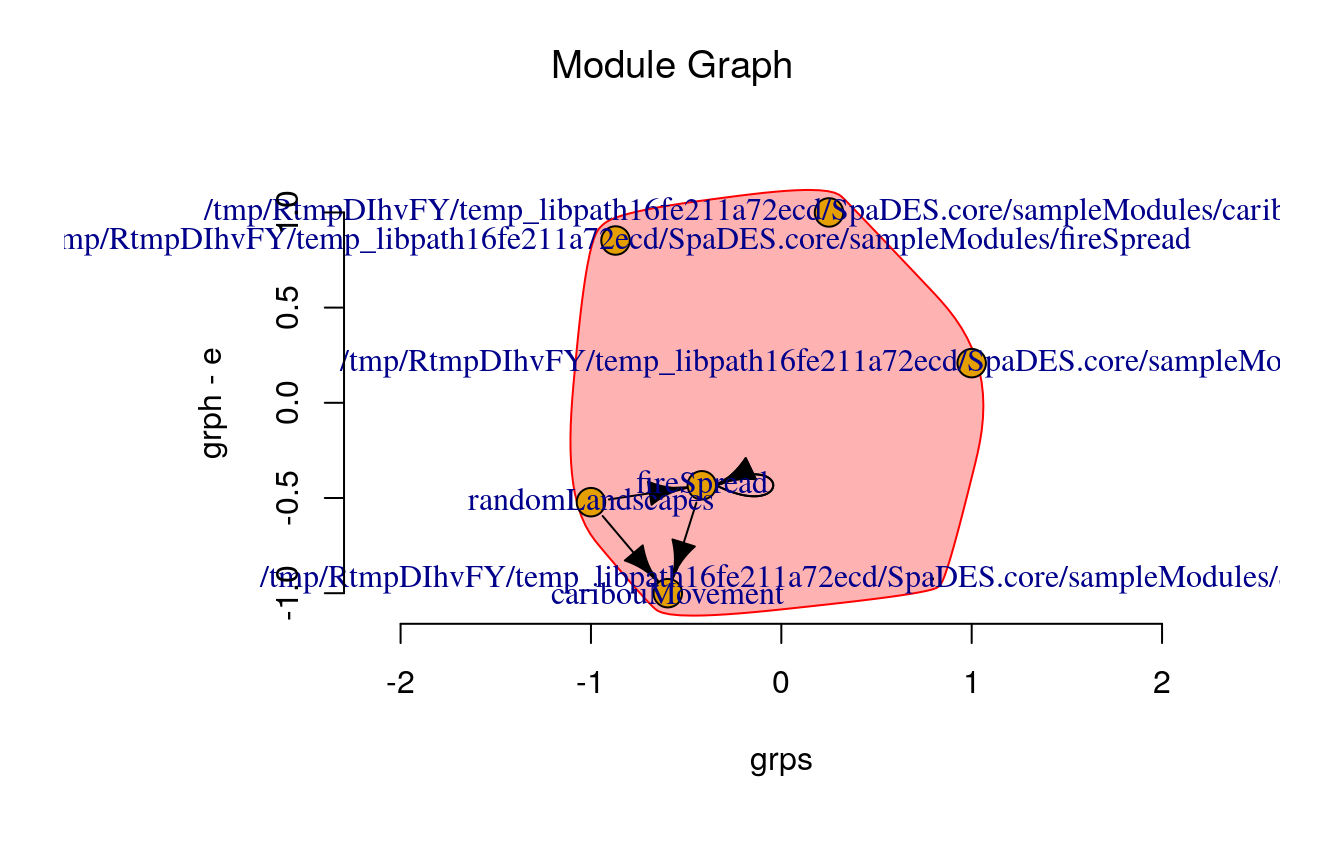 Module Graph
/tmp/RtmpDIhvFY/temp_libpath16fe211a72ecd/SpaDES.core/sampleModules/carib
mp/RtmpDIhvFY/temp_libpath16fe211a72ecd/SpaDES.core/sampleModules/fireSpread
/tmp/RtmpDIhvFY/temp_libpath16fe211a72ecd/SpaDES.core/sampleMo
fireSpread
randomLandscapes
/tmp/RtmpDIhvFY/temp_libpath16fe211a72ecd/SpaDES.core/sampleModules/
caribouMovement
1.0
0.5
0.0
-0.5
-1.0
grph - e
-2 -1 0 1 2
grps